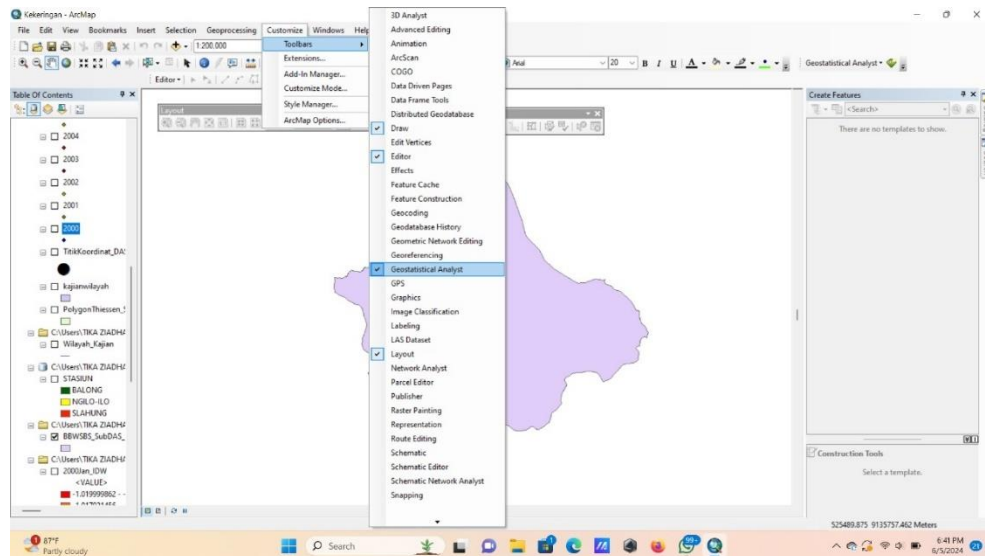 Kekeringan - ArcMap
File Edit View Bookmarks Insert Selection Geoprocessing Customize Windows Help
1:200.000
Editor
Arial
20
B I U A
Geostatistical Analyst
Toolbars
Extensions...
Add-In Manager...
Customize Mode...
Style Manager...
ArcMap Options...
3D Analyst
Advanced Editing
Animation
ArcScan
COGO
Data Driven Pages
Data Frame Tools
Distributed Geodatabase
Draw
Edit Vertices
Editor
Effects
Feature Cache
Feature Construction
Geocoding
Geodatabase History
Geometric Network Editing
Georeferencing
Geostatistical Analyst
GPS
Graphics
Image Classification
Labeling
LAS Dataset
Layout
Network Analyst
Parcel Editor
Publisher
Raster Painting
Representation
Route Editing
Schematic
Schematic Editor
Schematic Network Analyst
Snapping
Layout
Table Of Contents
2004
2003
2002
2001
2000
TitikKoordinat_DA
kajianwilayah
PolygonThiessen_
C:\Users\TIKA ZIADHA
Wilayah_Kajian
C:\Users\TIKA ZIADHA
STASIUN
BALONG
NGILO-ILO
SLAHUNG
C:\Users\TIKA ZIADHA
BBWSBS_SubDAS_
C:\Users\TIKA ZIADHA
2000Jan_IDW
<VALUE>
-1.019999862 -
Create Features
<Search>
There are no templates to show.
Construction Tools
Select a template.
525489.875 9135757.462 Meters
87°F
Partly cloudy
Search
99+
6:41 PM
6/5/2024